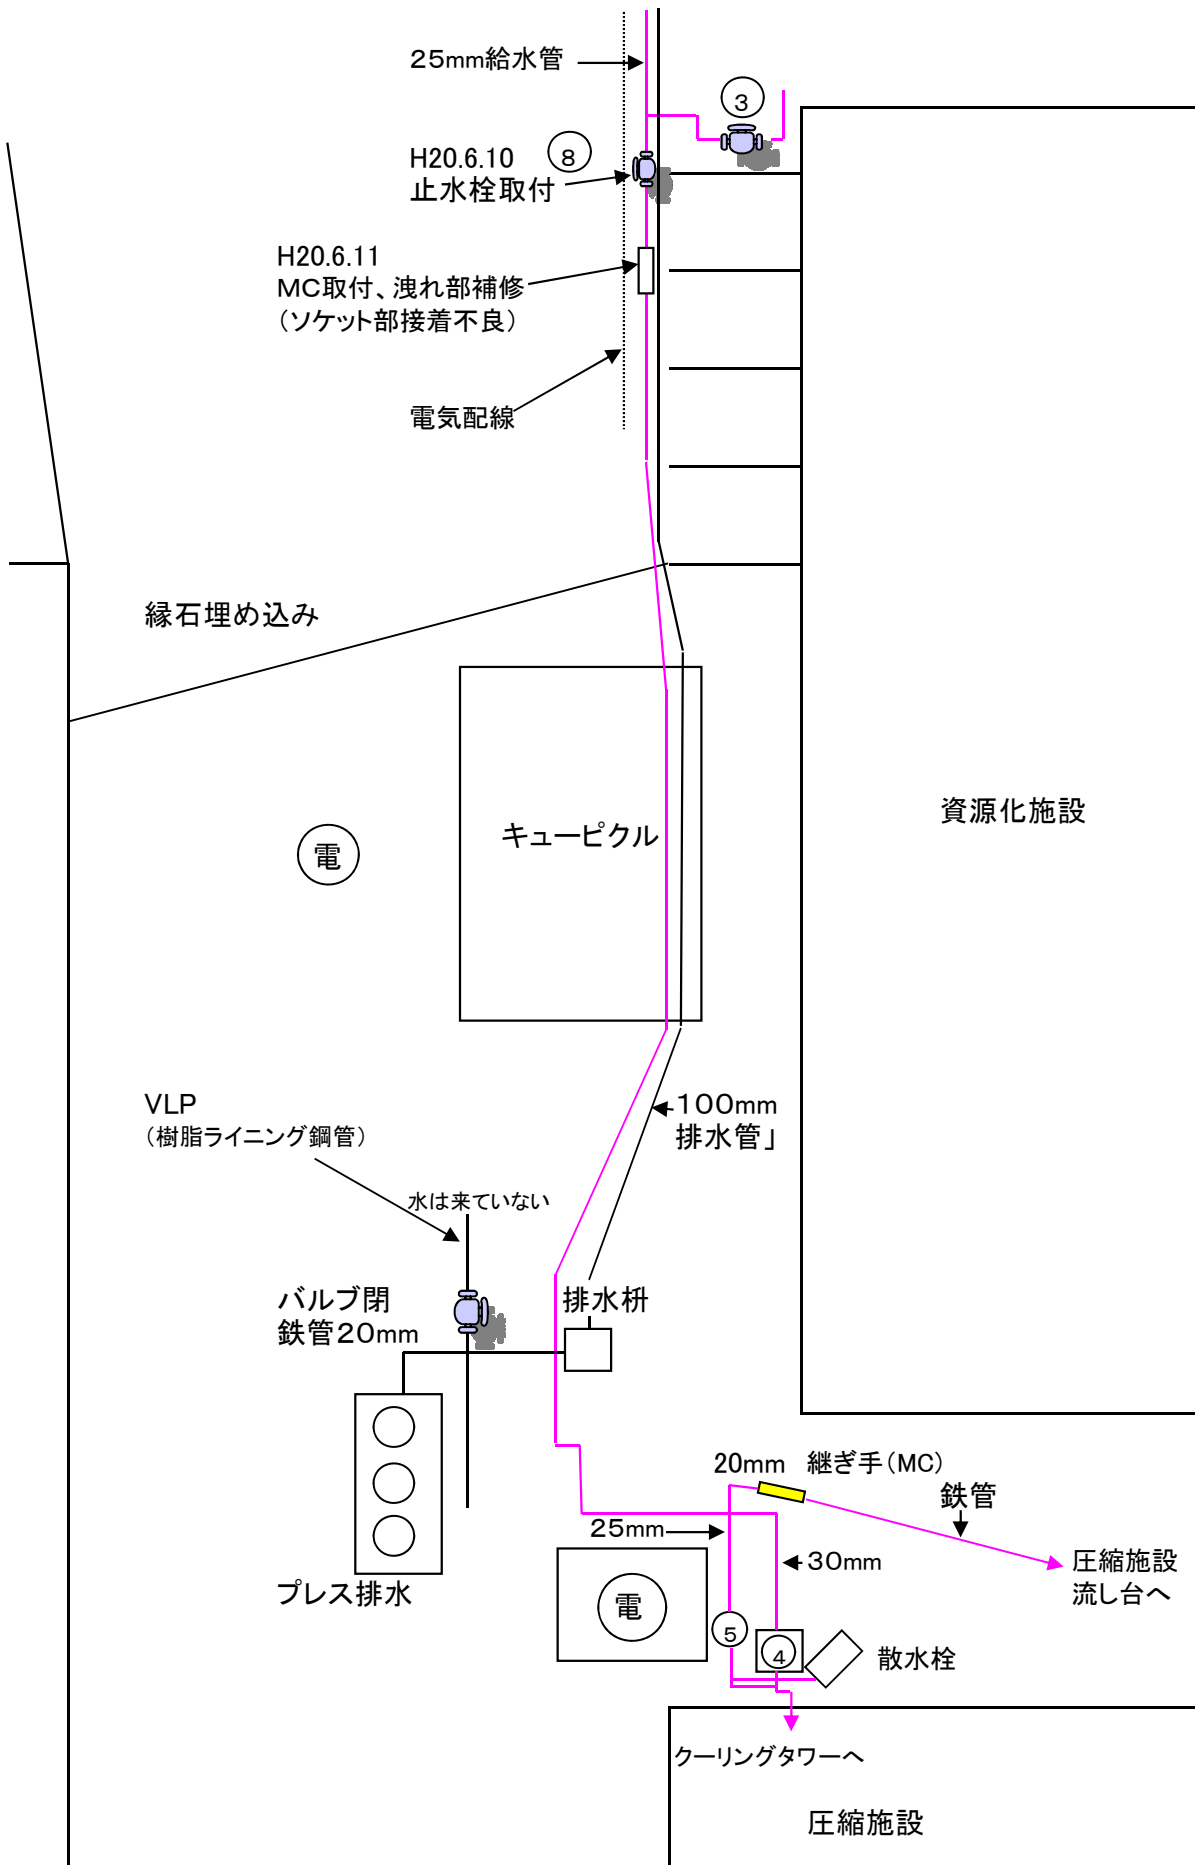 25mm給水管
③
H20.6.10
⑧
止水栓取付
H20.6.11
MC取付、洩れ部補修
（ソケット部接着不良）
電気配線
縁石埋め込み
キューピクル
資源化施設
電
VLP
（樹脂ライニング鋼管）
100mm
排水管」
水は来ていない
バルブ閉
鉄管20mm
排水枡
プレス排水
20mm 継ぎ手（MC）
鉄管
25mm
30mm
圧縮施設
流し台へ
電
⑤
④
散水栓
クーリングタワーへ
圧縮施設